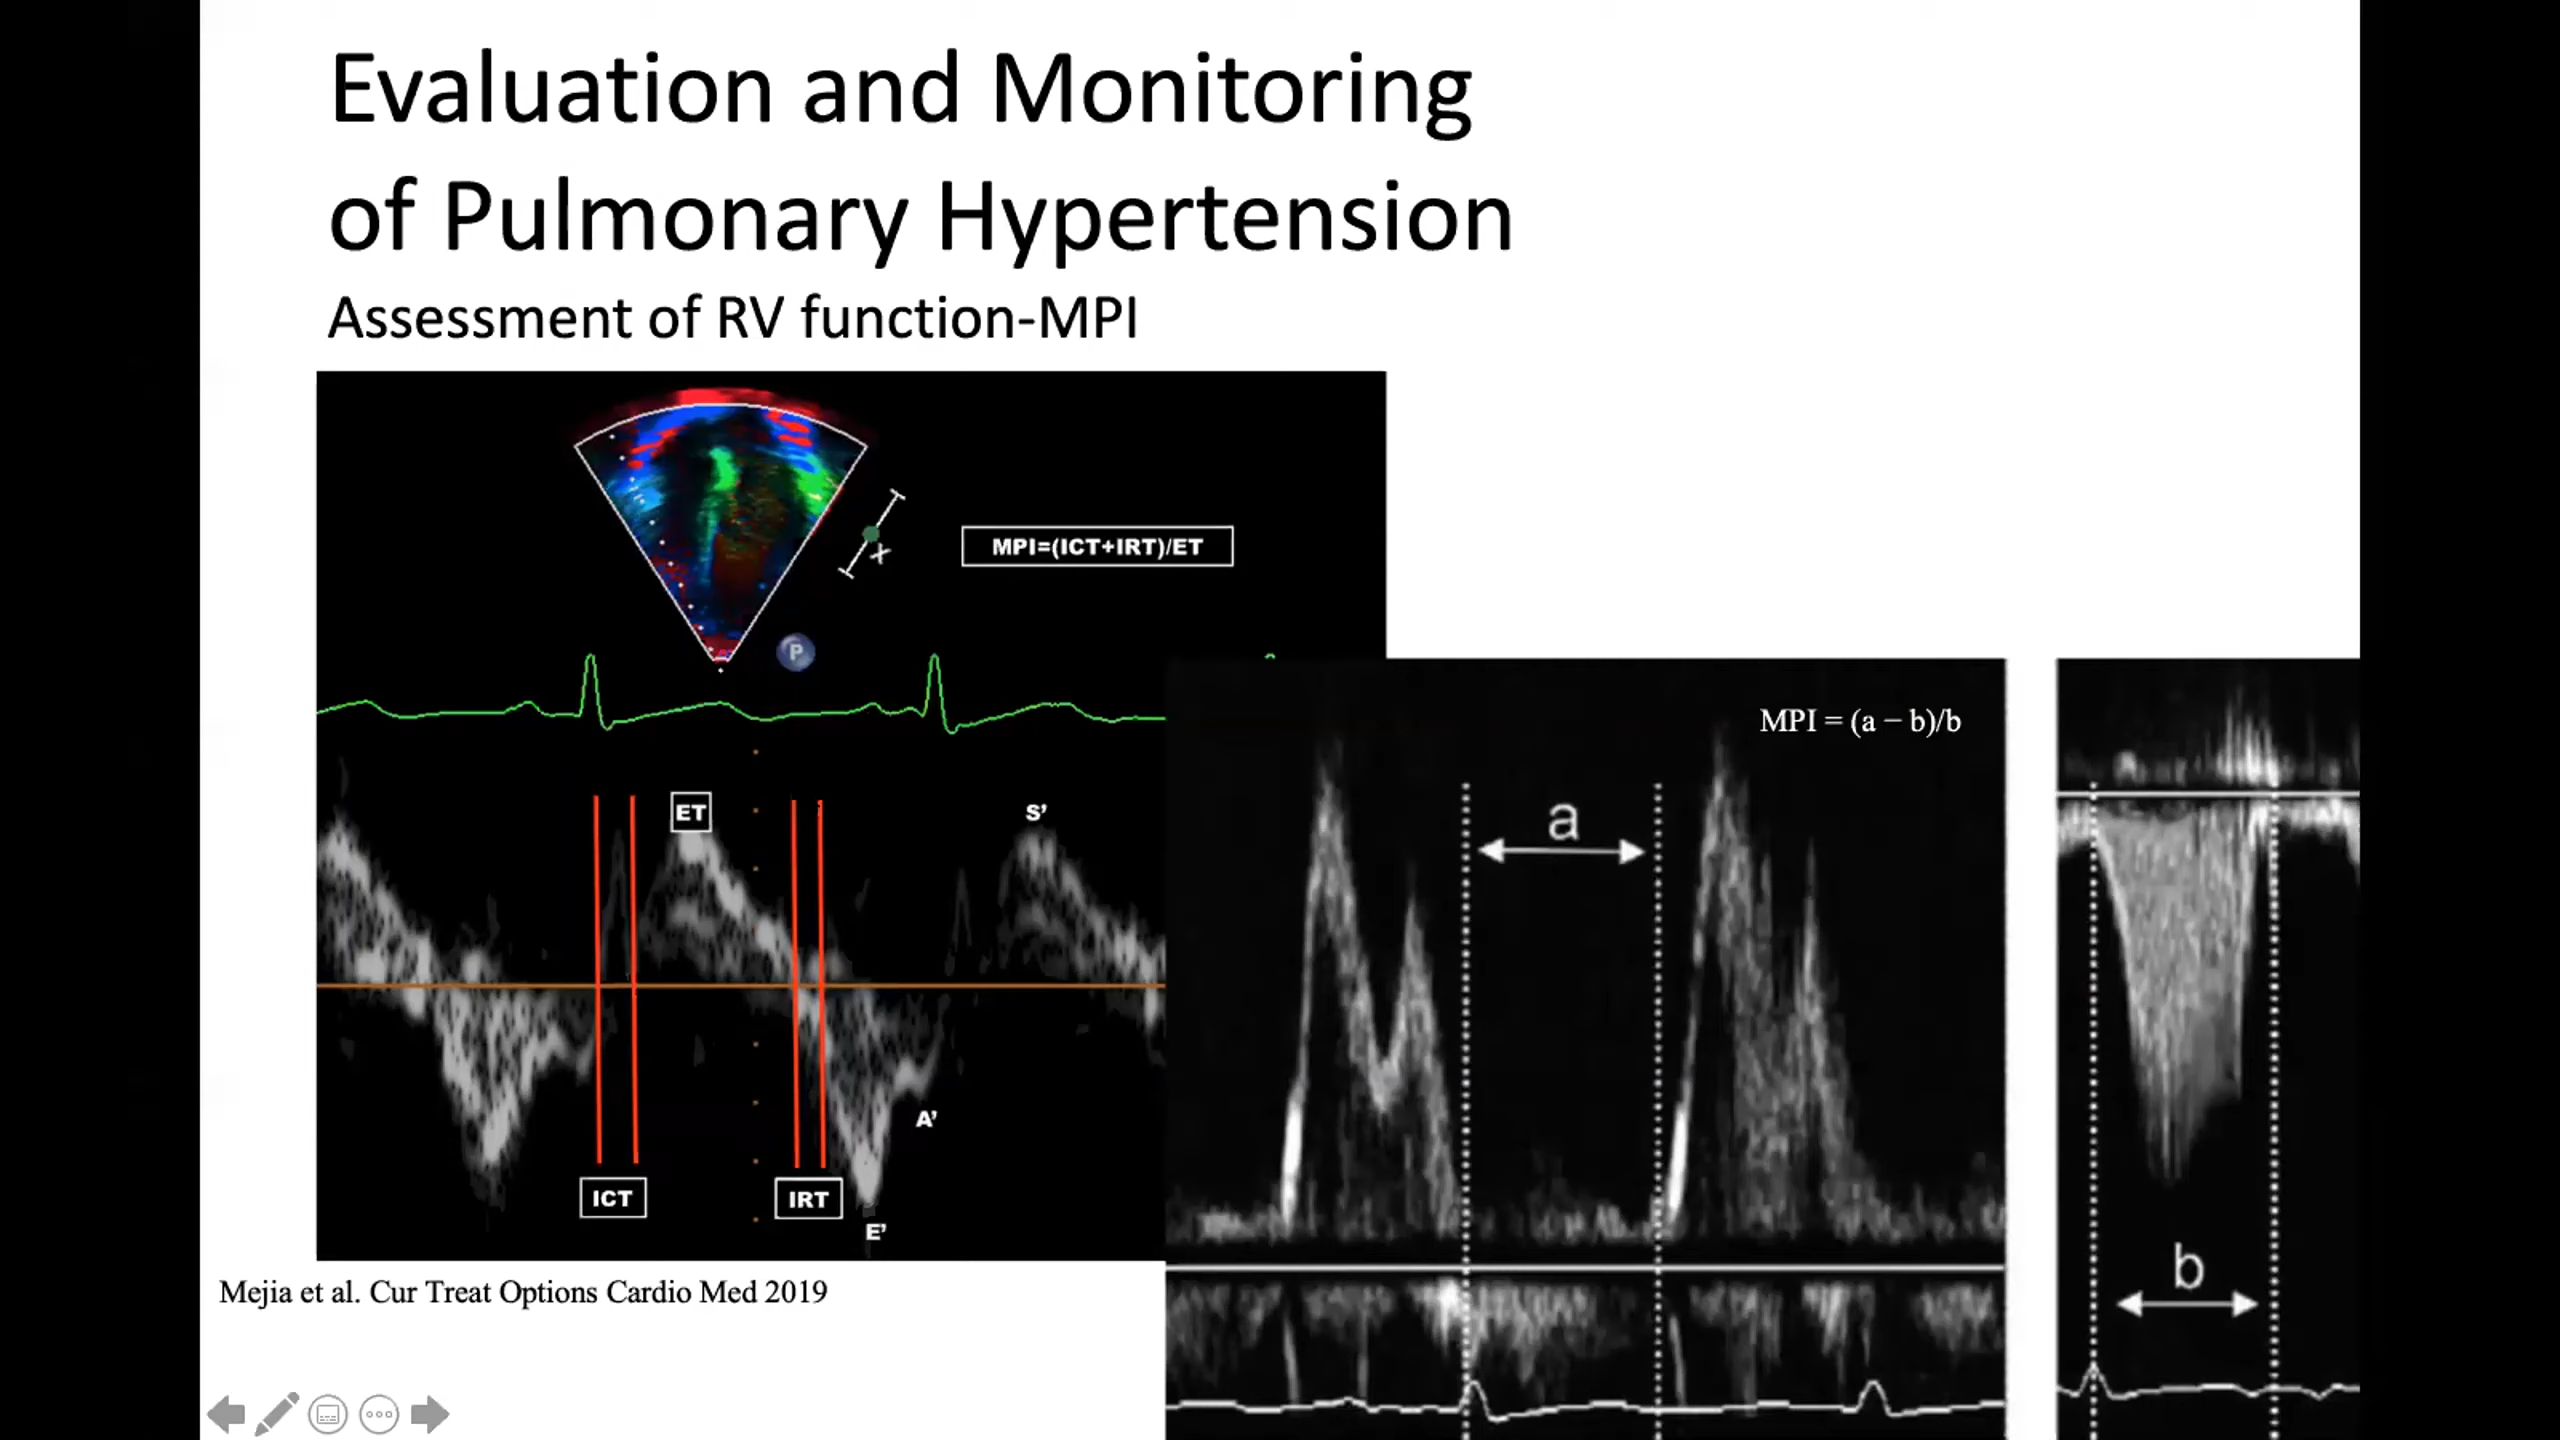 Evaluation and Monitoring
of Pulmonary Hypertension
Assessment of RV function-MPI
MPI=(ICT+IRT)/ET
P
x
ET
S’
ICT
IRT
A’
E’
MPI = (a − b)/b
a
b
Mejia et al. Cur Treat Options Cardio Med 2019